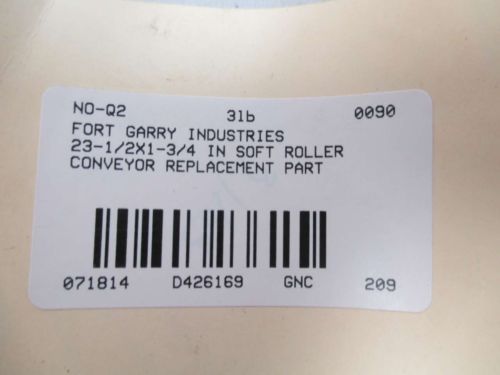 NO-Q2 3lb 0090
FORT GARRY INDUSTRIES
23-1/2X1-3/4 IN SOFT ROLLER
CONVEYOR REPLACEMENT PART
071814 D426169 GNC 209